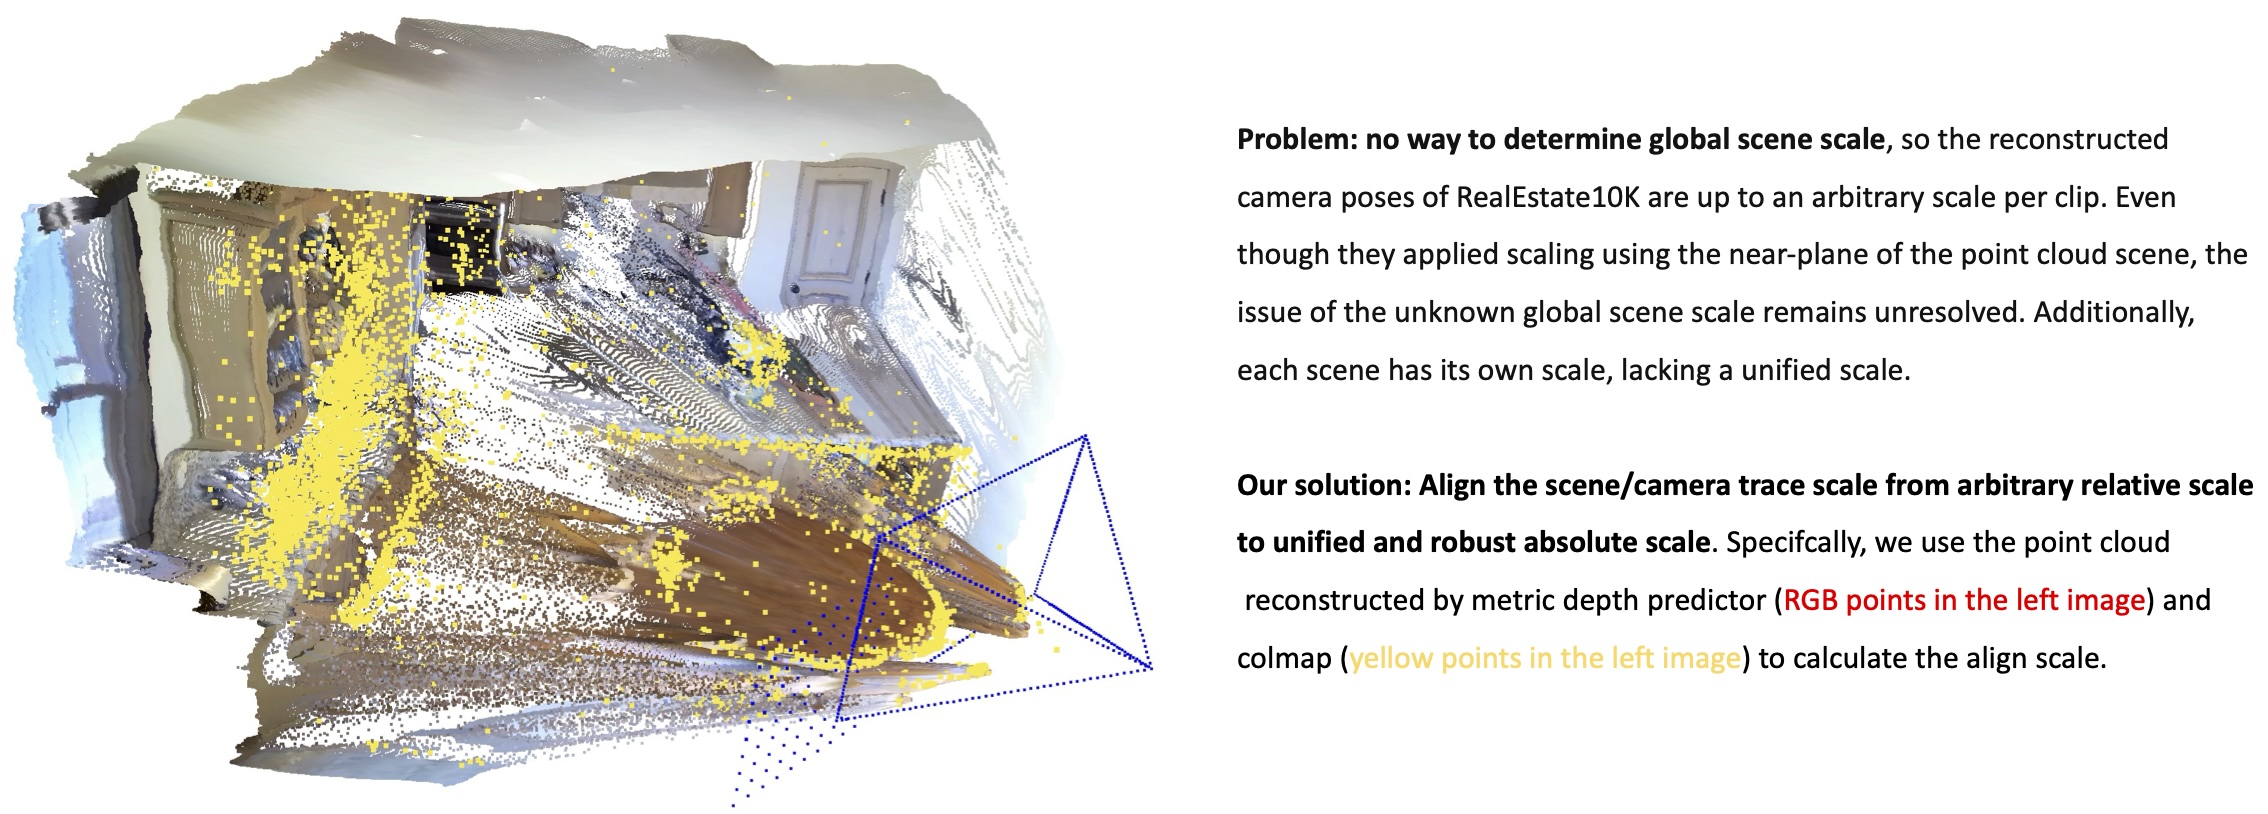 Problem: no way to determine global scene scale, so the reconstructed
camera poses of RealEstate10K are up to an arbitrary scale per clip. Even
though they applied scaling using the near-plane of the point cloud scene, the
issue of the unknown global scene scale remains unresolved. Additionally,
each scene has its own scale, lacking a unified scale.
Our solution: Align the scene/camera trace scale from arbitrary relative scale
to unified and robust absolute scale. Specifcally, we use the point cloud
reconstructed by metric depth predictor (RGB points in the left image) and
colmap (yellow points in the left image) to calculate the align scale.